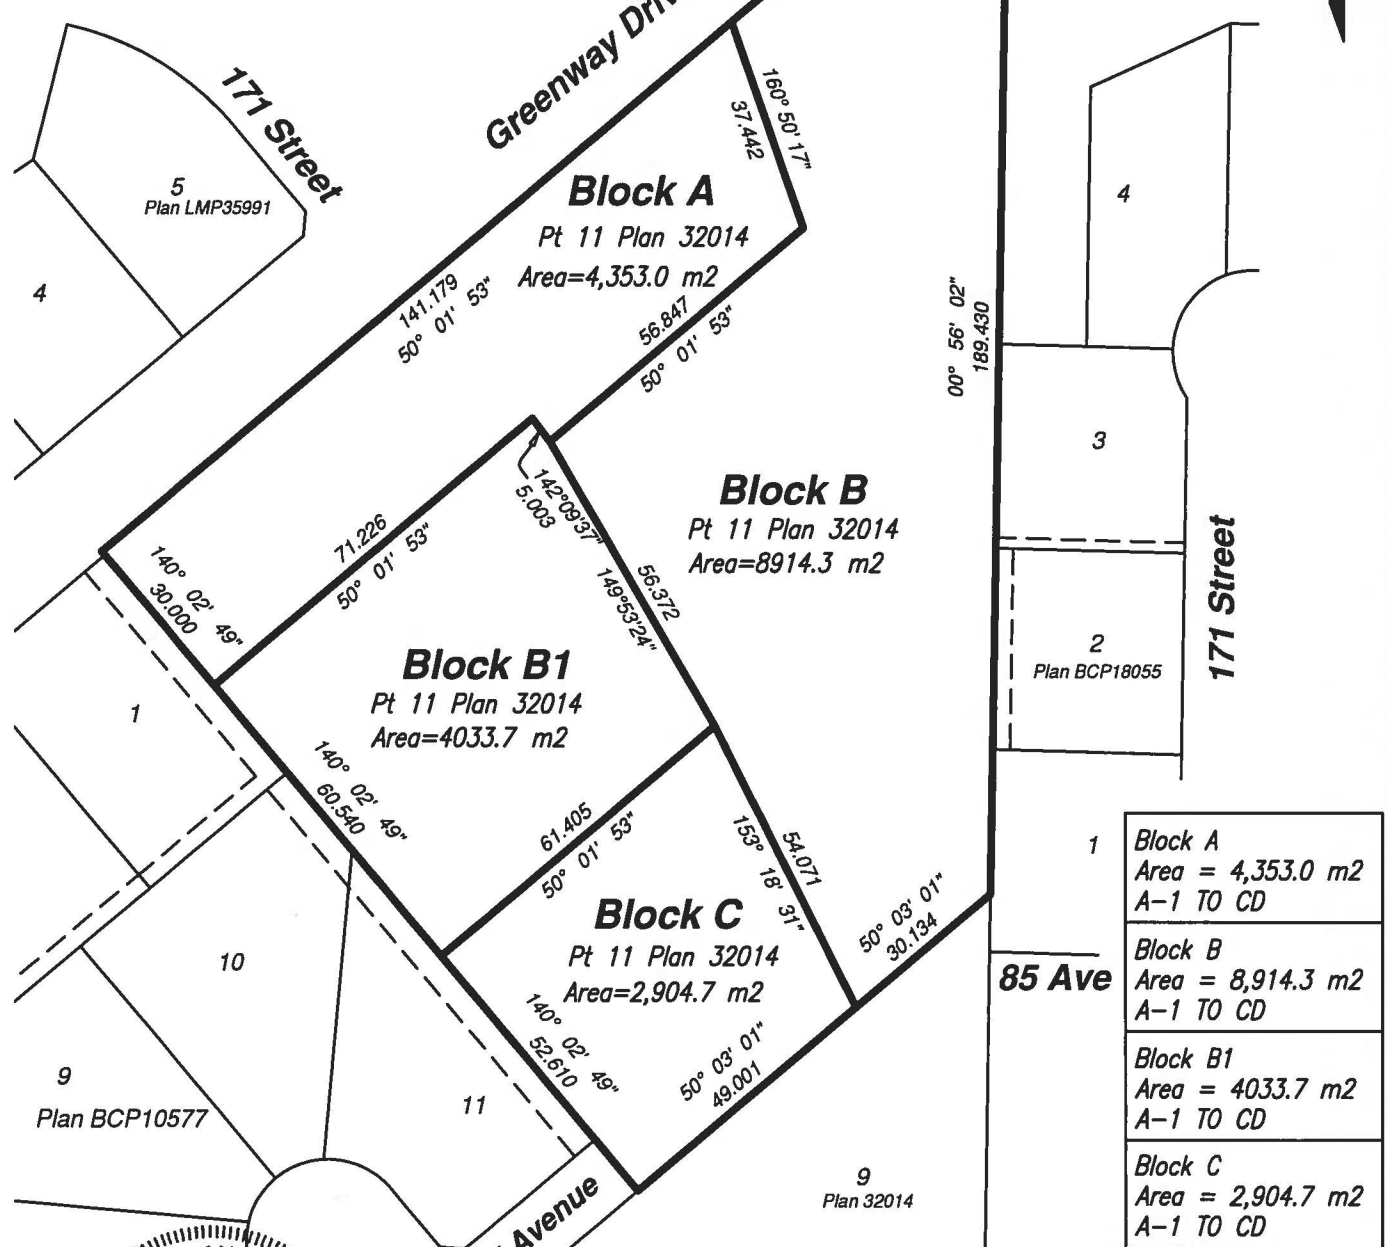 Greenway
171 Street
5
Plan LMP35991
4
160° 50' 17"
37.442
Block A
Pt 11 Plan 32014
Area=4,353.0 m2
141.179
50° 01' 53"
56.847
50° 01' 53"
4
00° 56' 02"
189.430
3
142°09'37"
5.003
71.226
50° 01' 53"
Block B
Pt 11 Plan 32014
Area=8914.3 m2
140° 02' 49"
30.000
56.372
149°53'24"
171 Street
2
Plan BCP18055
Block B1
Pt 11 Plan 32014
Area=4033.7 m2
1
140° 02' 49"
60.540
61.405
50° 01' 53"
54.071
153° 18' 31"
1
50° 03' 01"
30.134
Block C
Pt 11 Plan 32014
Area=2,904.7 m2
85 Ave
10
140° 02' 49"
52.610
50° 03' 01"
49.001
9
Plan BCP10577
11
9
Plan 32014
Avenue
Block A
Area = 4,353.0 m2
A-1 TO CD
Block B
Area = 8,914.3 m2
A-1 TO CD
Block B1
Area = 4033.7 m2
A-1 TO CD
Block C
Area = 2,904.7 m2
A-1 TO CD